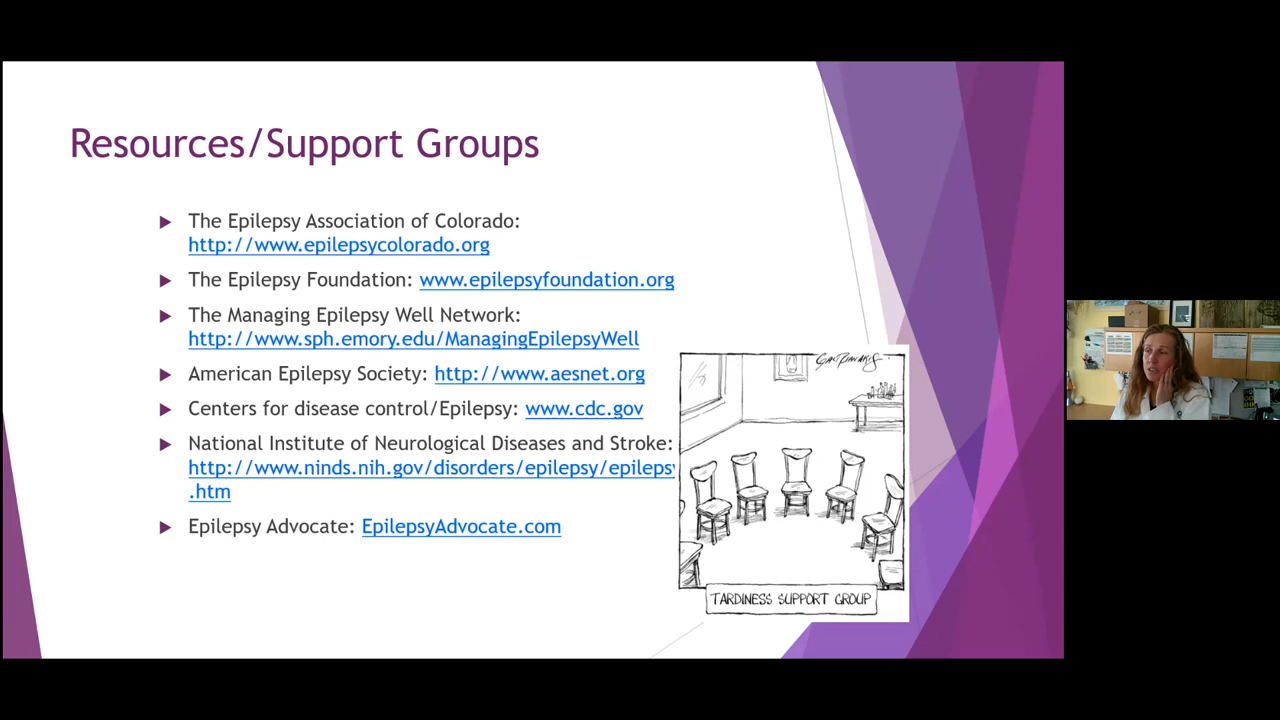 Resources/Support Groups
The Epilepsy Association of Colorado:
http://www.epilepsycolorado.org
The Epilepsy Foundation: www.epilepsyfoundation.org
The Managing Epilepsy Well Network:
http://www.sph.emory.edu/ManagingEpilepsyWell
American Epilepsy Society: http://www.aesnet.org
Centers for disease control/Epilepsy: www.cdc.gov
National Institute of Neurological Diseases and Stroke:
http://www.ninds.nih.gov/disorders/epilepsy/epilepsy
.htm
Epilepsy Advocate: EpilepsyAdvocate.com
TARDINESS SUPPORT GROUP